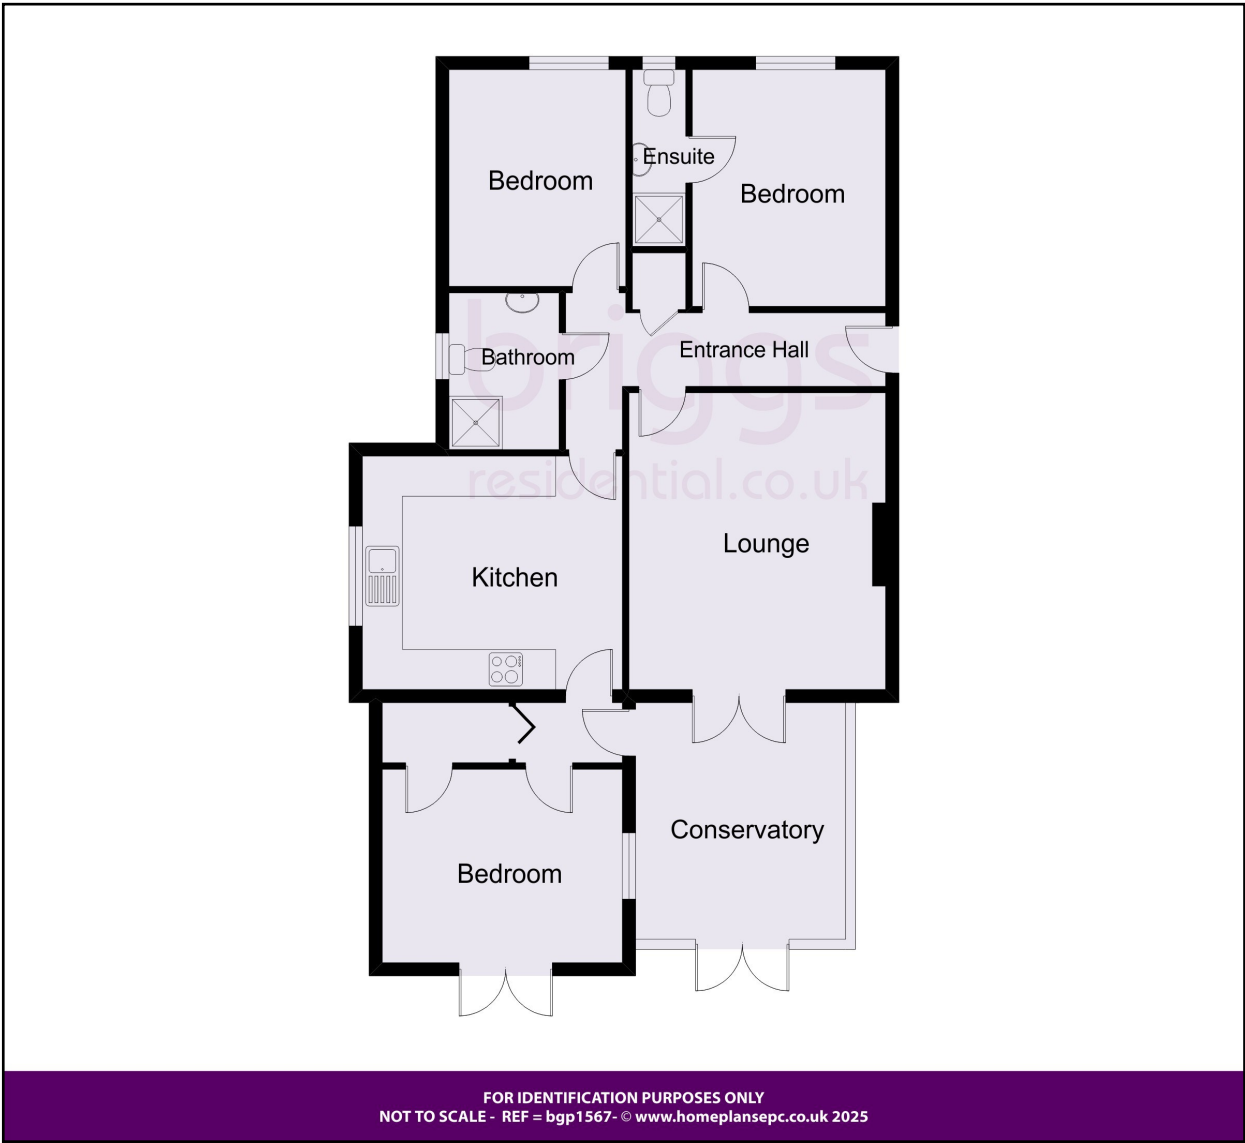 Bedroom
Ensuite
Bedroom
Bathroom
Entrance Hall
briggs
residential.co.uk
Lounge
Kitchen
Conservatory
Bedroom
FOR IDENTIFICATION PURPOSES ONLY
NOT TO SCALE - REF = bgp1567- © www.homeplansepc.co.uk 2025